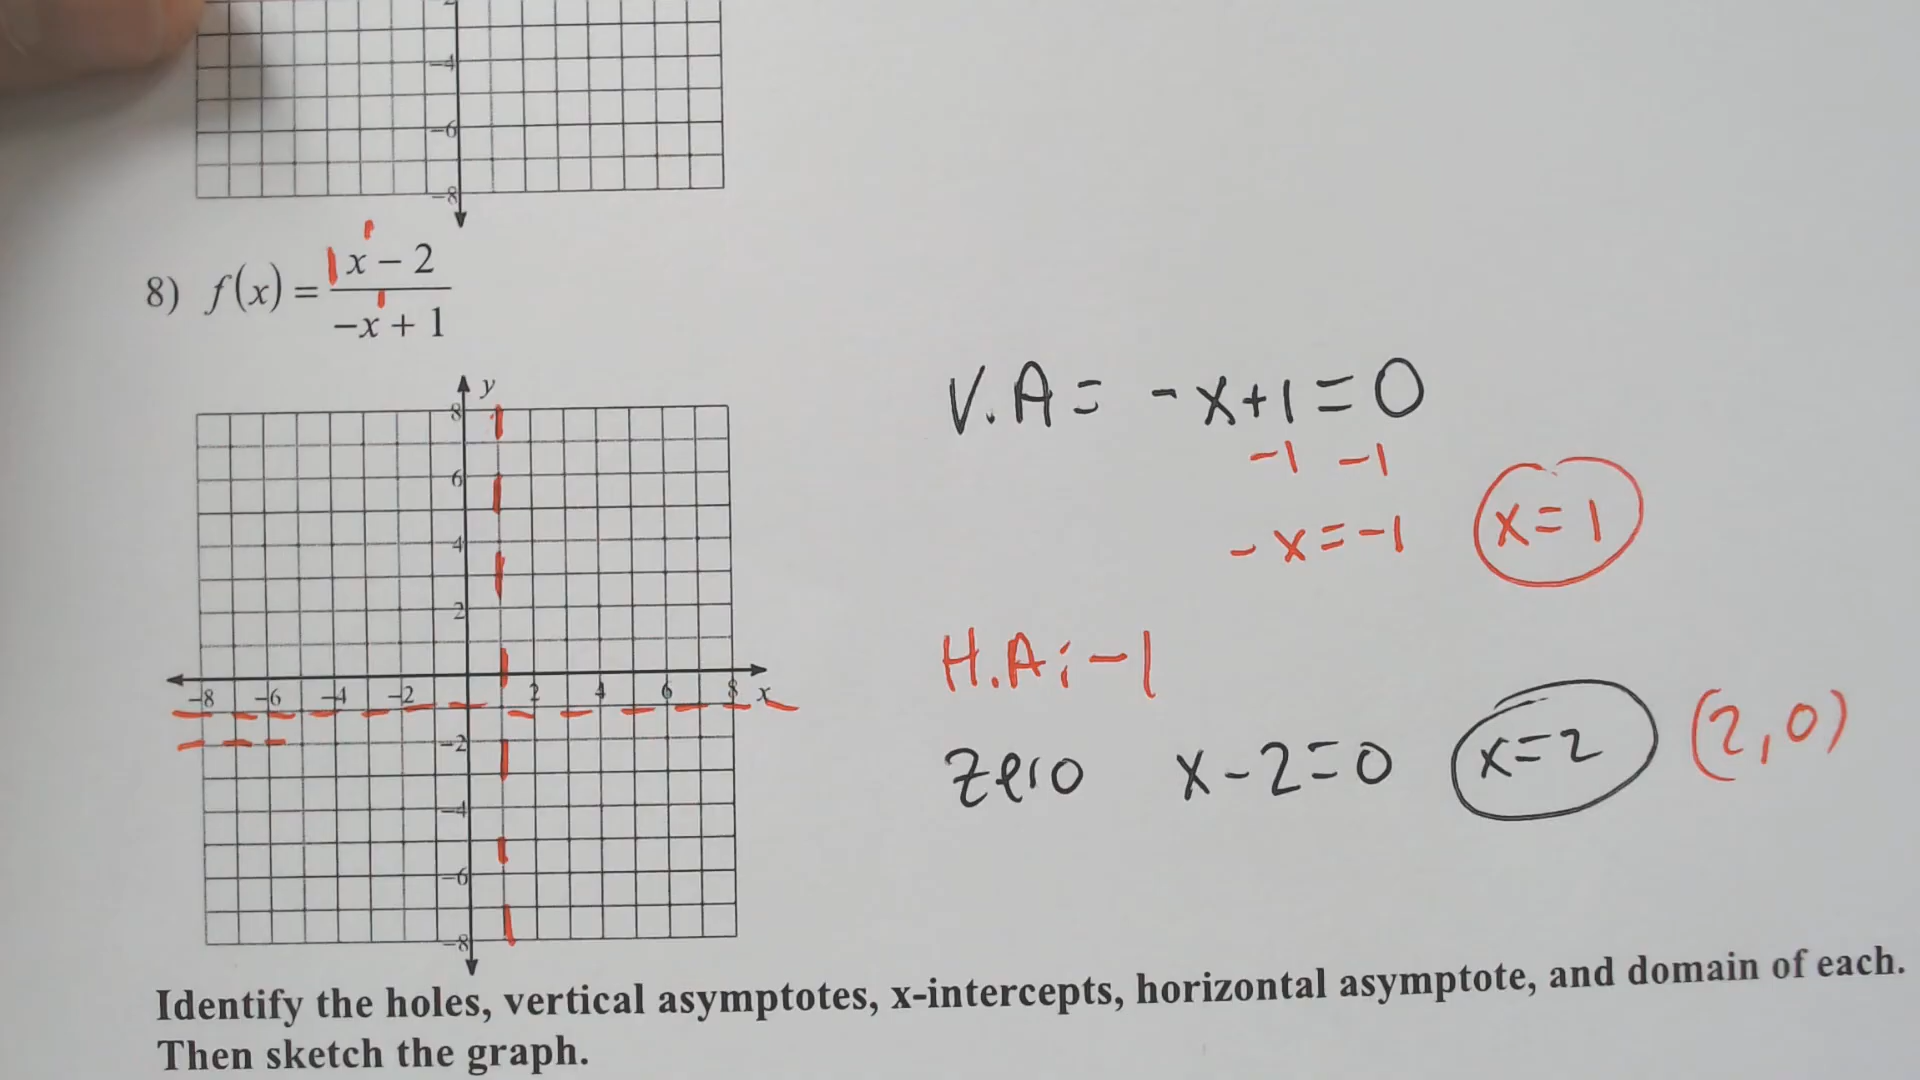 -4
-6
-8
8) f(x) = 1x - 2
-x + 1
y
8
6
4
2
-8 -6 -4 -2 2 4 6 8 x
-2
-4
-6
-8
V.A = -x+1=0
-1 -1
-x=-1 x=1
H.A: -1
Zero x-2=0 x=2 (2,0)
Identify the holes, vertical asymptotes, x-intercepts, horizontal asymptote, and domain of each.
Then sketch the graph.